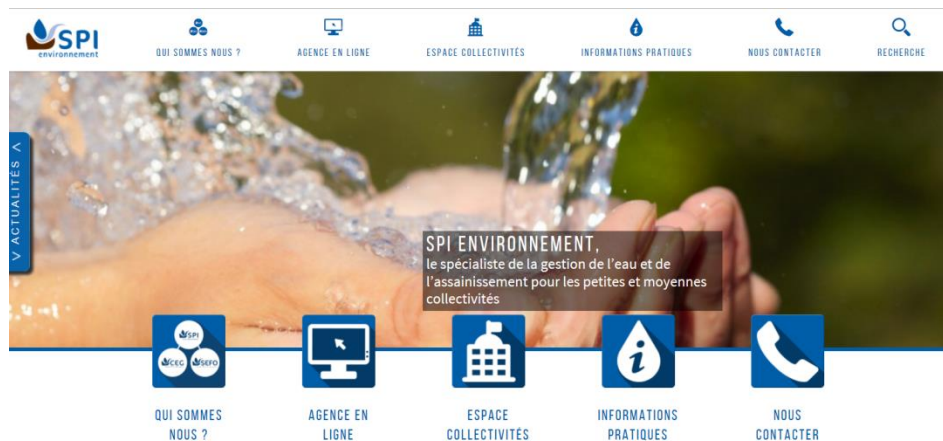 SPI
environnement
QUI SOMMES NOUS ?
AGENCE EN LIGNE
ESPACE COLLECTIVITÉS
INFORMATIONS PRATIQUES
NOUS CONTACTER
RECHERCHE
< ACTUALITÉS >
SPI ENVIRONNEMENT,
le spécialiste de la gestion de l'eau et de
l'assainissement pour les petites et moyennes
collectivités
SPI
CEG
SEFO
QUI SOMMES
NOUS ?
AGENCE EN
LIGNE
ESPACE
COLLECTIVITÉS
INFORMATIONS
PRATIQUES
NOUS
CONTACTER